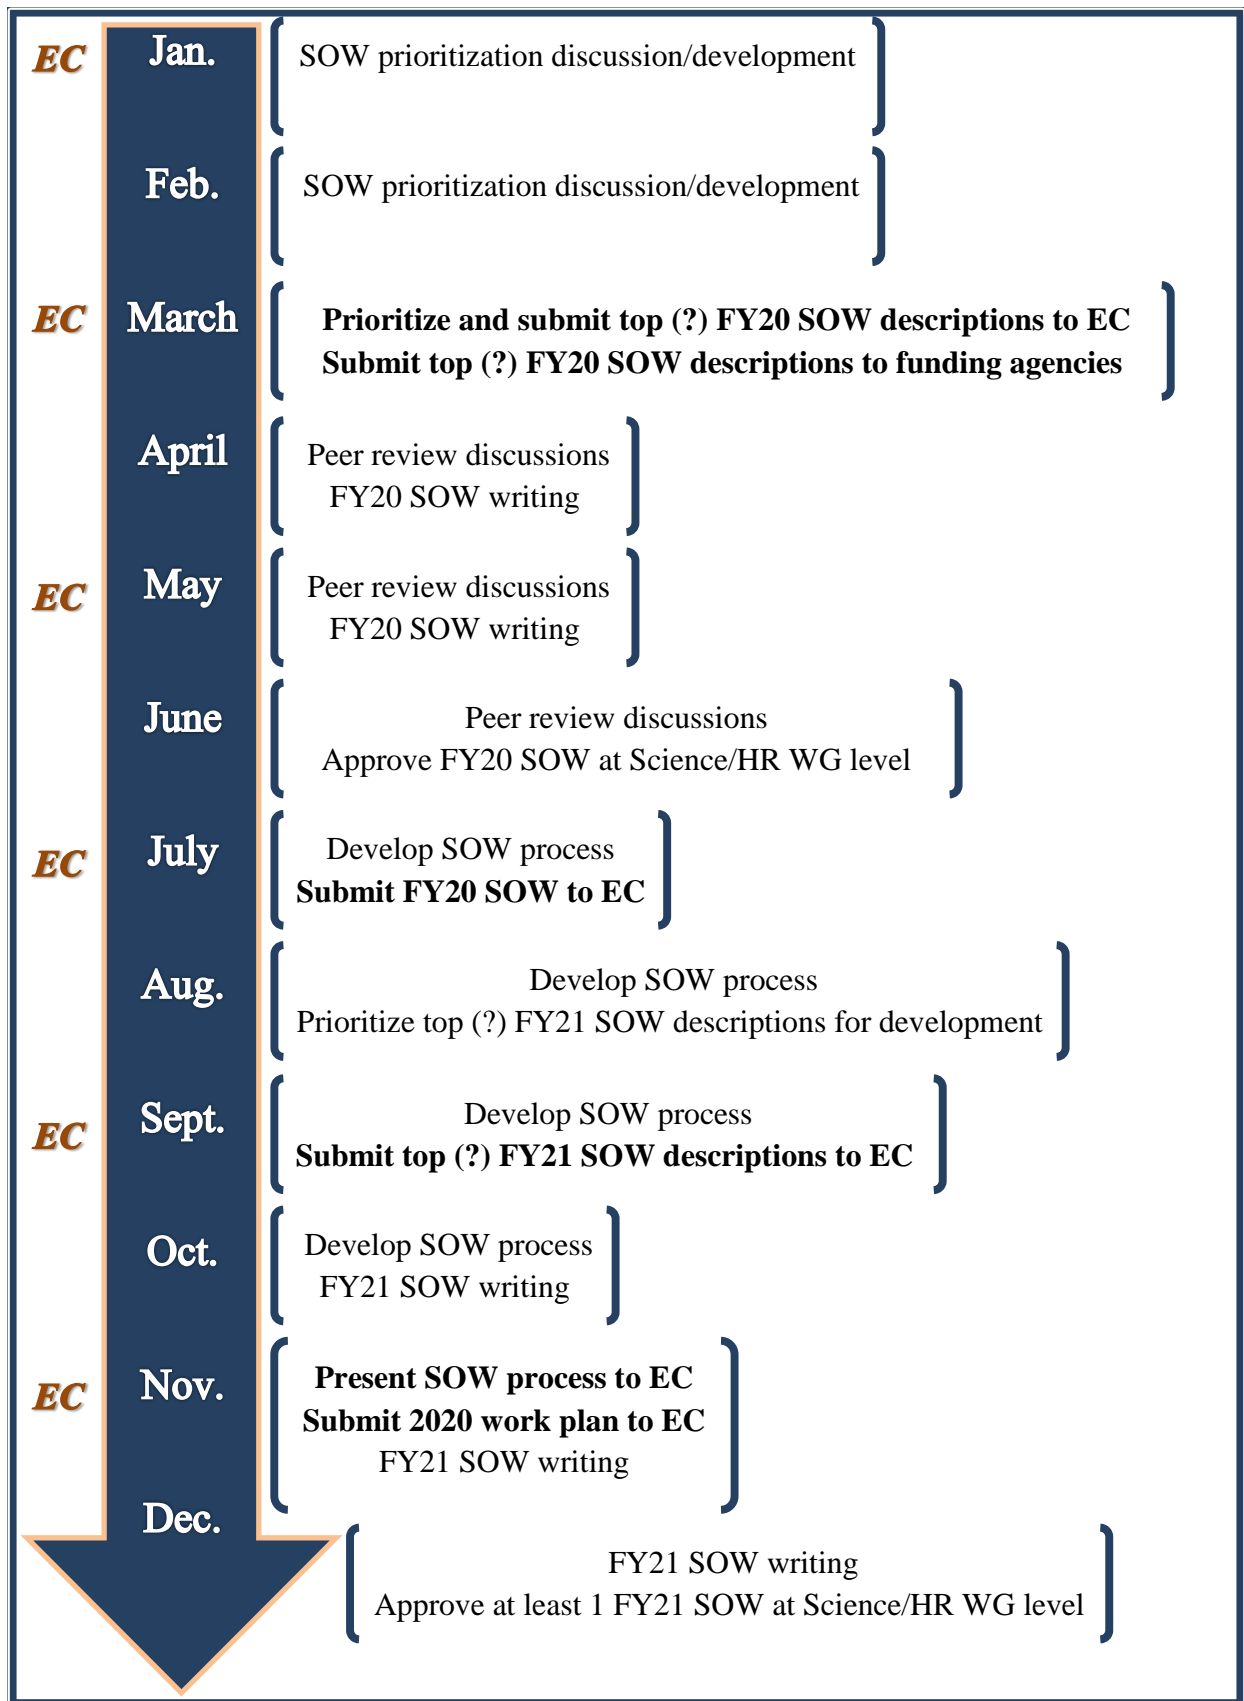 EC Jan. SOW prioritization discussion/development
Feb. SOW prioritization discussion/development
EC March Prioritize and submit top (?) FY20 SOW descriptions to EC
Submit top (?) FY20 SOW descriptions to funding agencies
April Peer review discussions
FY20 SOW writing
EC May Peer review discussions
FY20 SOW writing
June Peer review discussions
Approve FY20 SOW at Science/HR WG level
EC July Develop SOW process
Submit FY20 SOW to EC
Aug. Develop SOW process
Prioritize top (?) FY21 SOW descriptions for development
EC Sept. Develop SOW process
Submit top (?) FY21 SOW descriptions to EC
Oct. Develop SOW process
FY21 SOW writing
EC Nov. Present SOW process to EC
Submit 2020 work plan to EC
FY21 SOW writing
Dec. FY21 SOW writing
Approve at least 1 FY21 SOW at Science/HR WG level